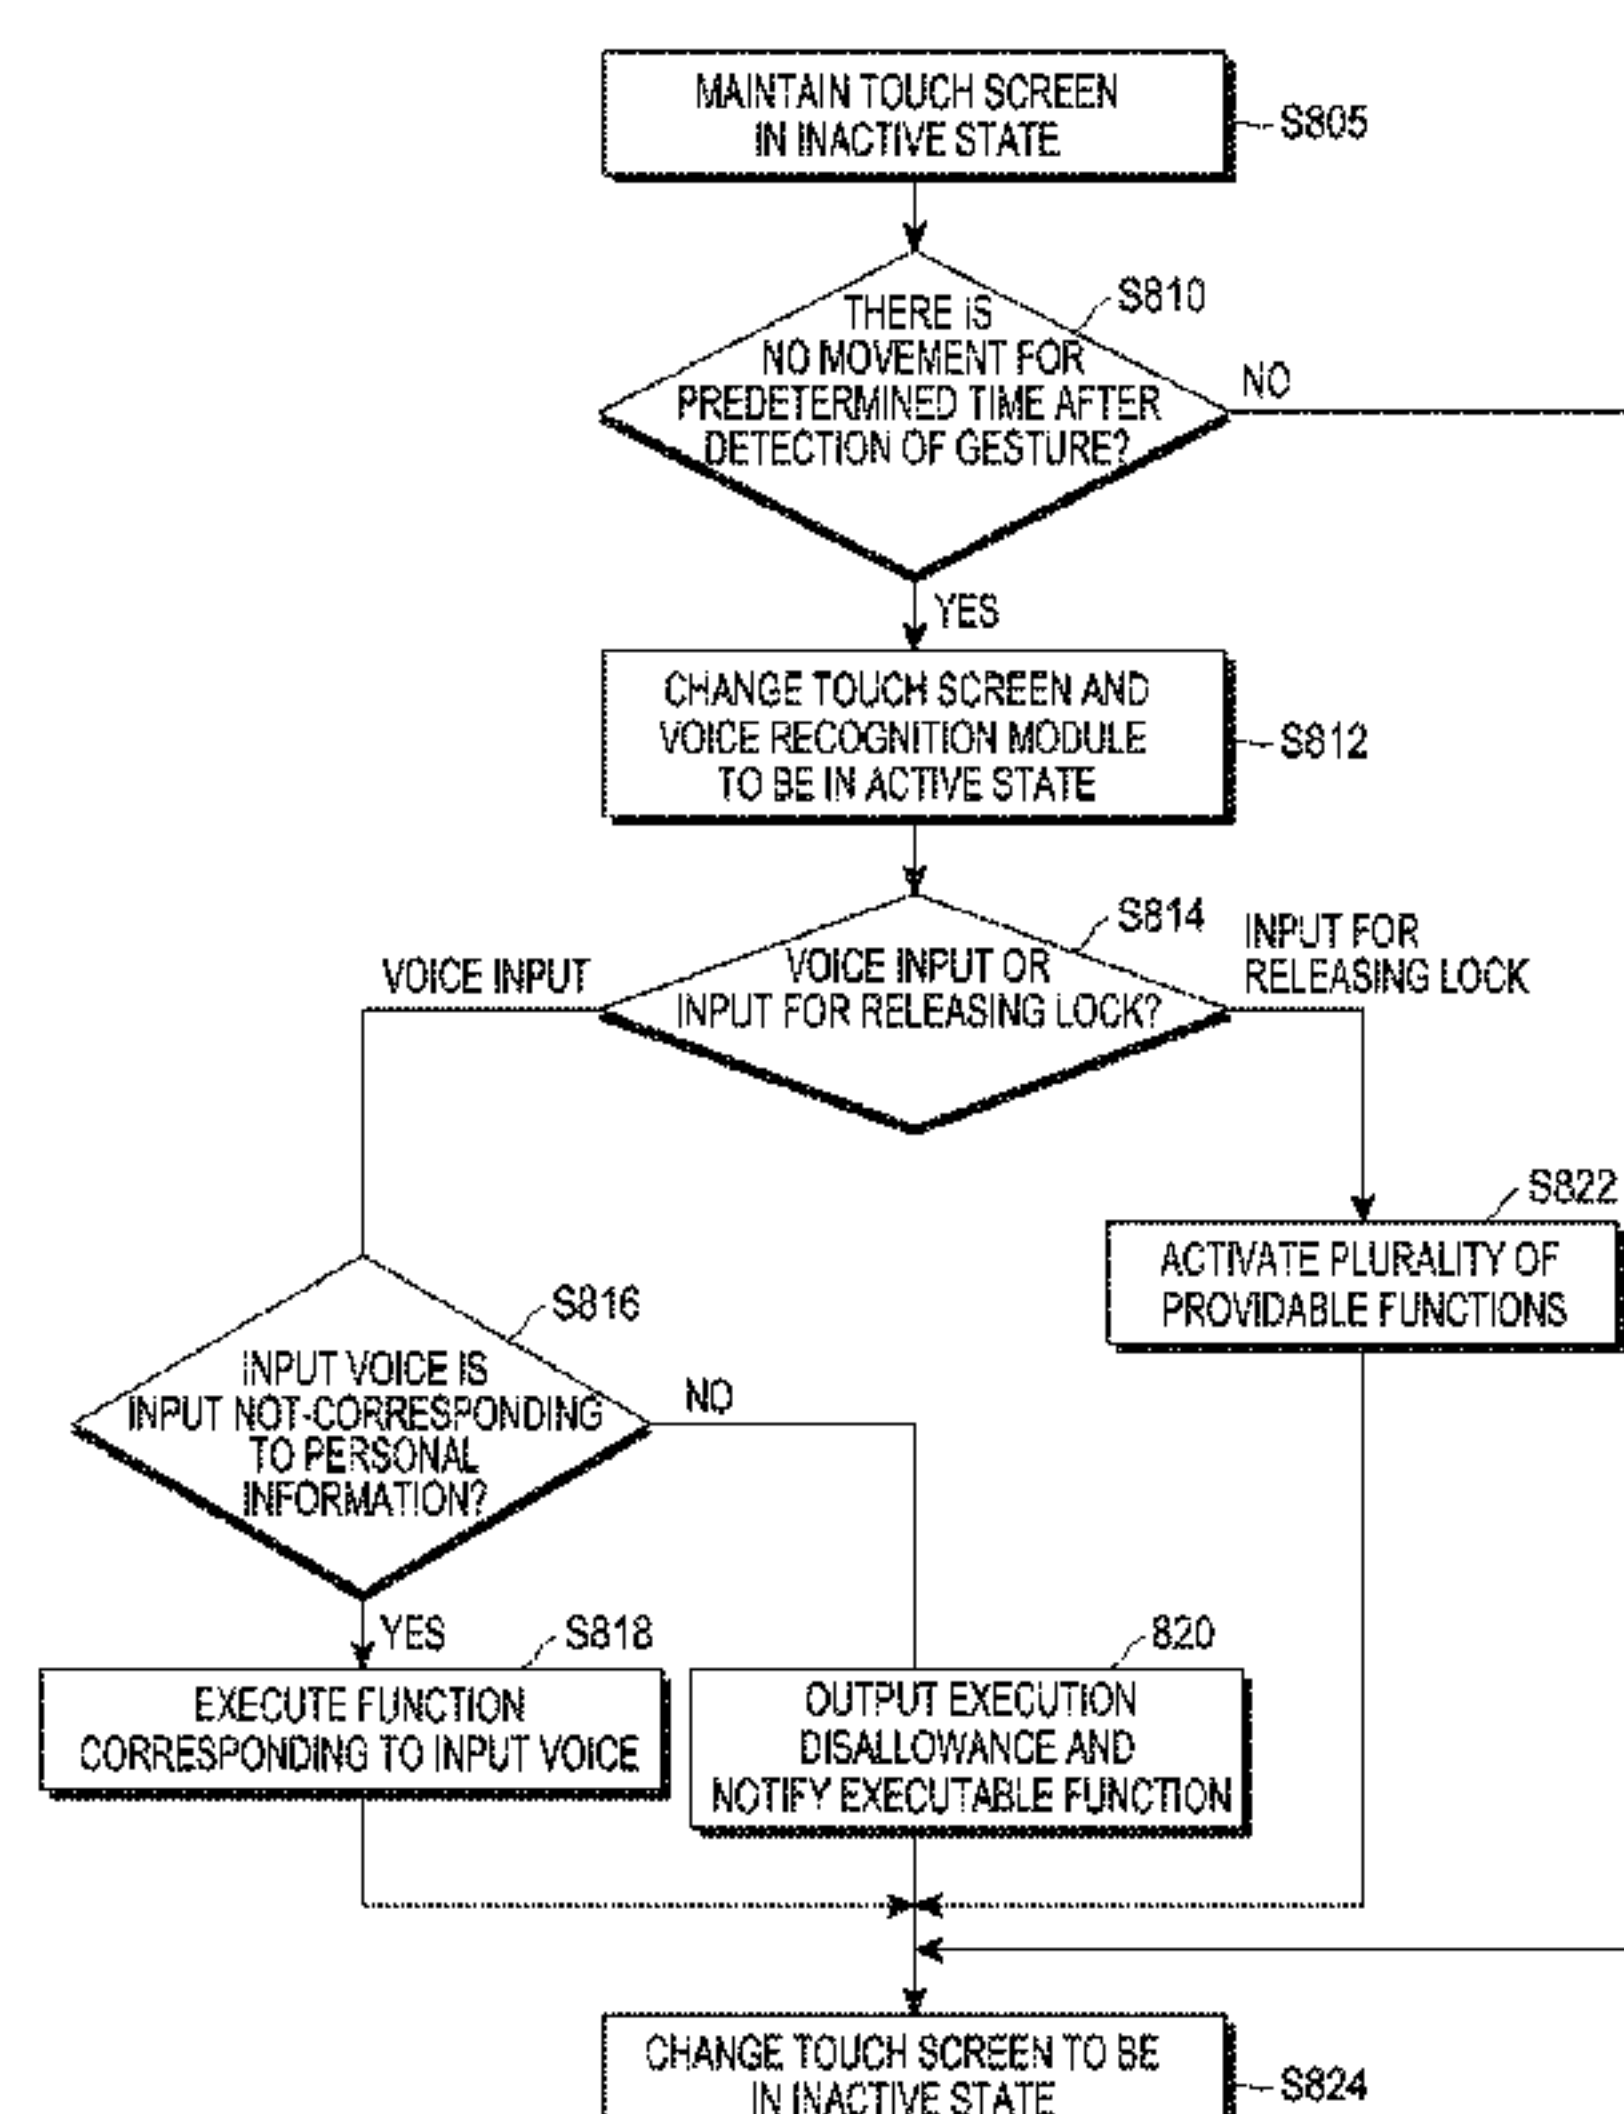 MAINTAIN TOUCH SCREEN
IN INACTIVE STATE
S805
S810
THERE IS
NO MOVEMENT FOR
PREDETERMINED TIME AFTER
DETECTION OF GESTURE?
NO
YES
CHANGE TOUCH SCREEN AND
VOICE RECOGNITION MODULE
TO BE IN ACTIVE STATE
S812
S814
VOICE INPUT
VOICE INPUT OR
INPUT FOR RELEASING LOCK?
INPUT FOR
RELEASING LOCK
S822
ACTIVATE PLURALITY OF
PROVIDABLE FUNCTIONS
S816
INPUT VOICE IS
INPUT NOT-CORRESPONDING
TO PERSONAL
INFORMATION?
NO
YES
S818
EXECUTE FUNCTION
CORRESPONDING TO INPUT VOICE
820
OUTPUT EXECUTION
DISALLOWANCE AND
NOTIFY EXECUTABLE FUNCTION
CHANGE TOUCH SCREEN TO BE
IN INACTIVE STATE
S824